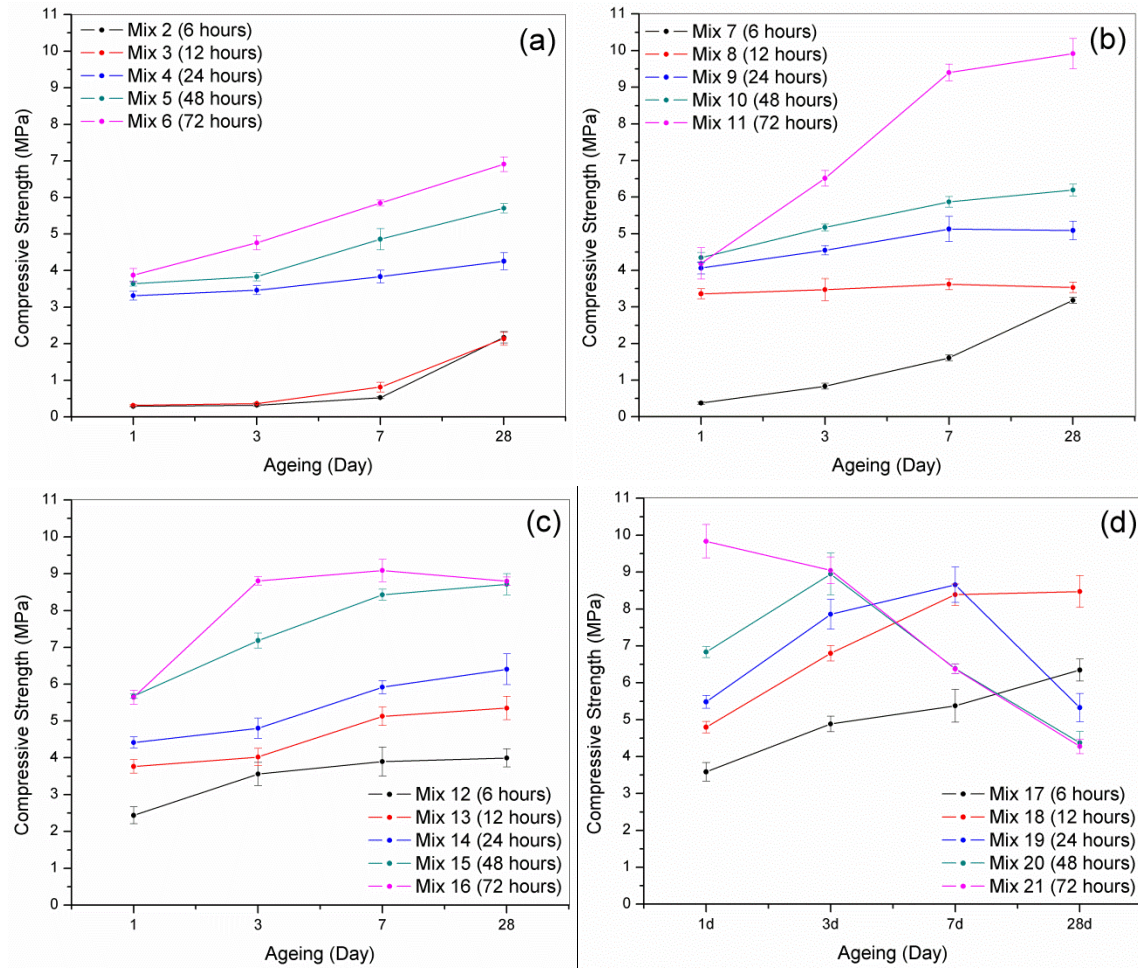 (a)
Mix 2 (6 hours)
Mix 3 (12 hours)
Mix 4 (24 hours)
Mix 5 (48 hours)
Mix 6 (72 hours)
Compressive Strength (MPa)
11
10
9
8
7
6
5
4
3
2
1
0
1 3 7 28
Ageing (Day)
(b)
Mix 7 (6 hours)
Mix 8 (12 hours)
Mix 9 (24 hours)
Mix 10 (48 hours)
Mix 11 (72 hours)
Compressive Strength (MPa)
11
10
9
8
7
6
5
4
3
2
1
0
1 3 7 28
Ageing (Day)
(c)
Compressive Strength (MPa)
11
10
9
8
7
6
5
4
3
2
1
0
Mix 12 (6 hours)
Mix 13 (12 hours)
Mix 14 (24 hours)
Mix 15 (48 hours)
Mix 16 (72 hours)
1 3 7 28
Ageing (Day)
(d)
Compressive Strength (MPa)
11
10
9
8
7
6
5
4
3
2
1
0
Mix 17 (6 hours)
Mix 18 (12 hours)
Mix 19 (24 hours)
Mix 20 (48 hours)
Mix 21 (72 hours)
1d 3d 7d 28d
Ageing (Day)